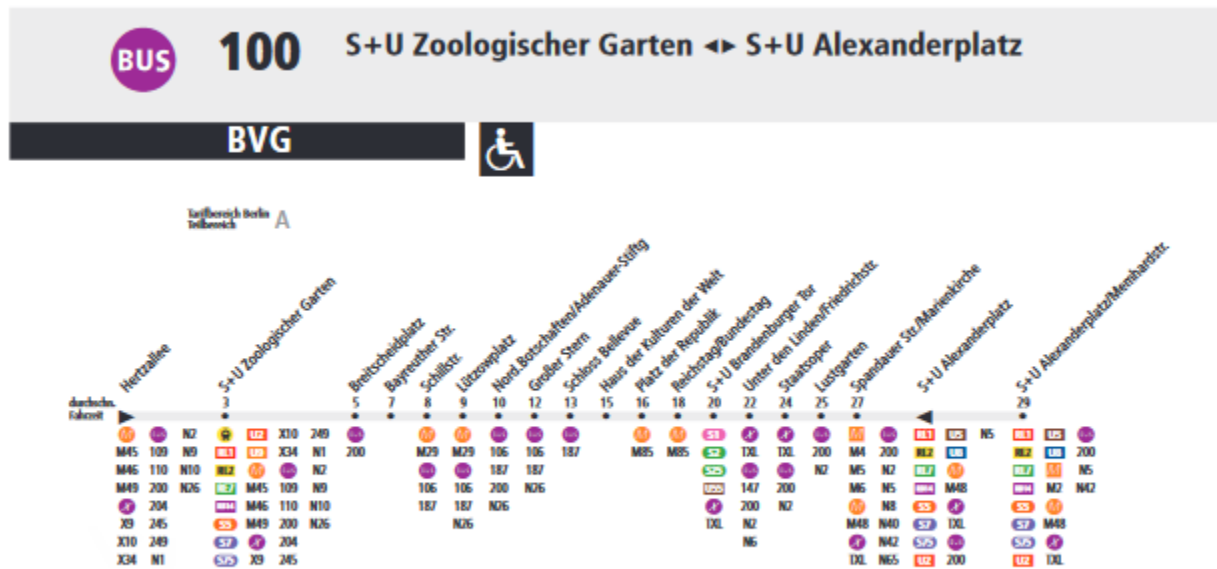 BUS 100 S+U Zoologischer Garten ◂▸ S+U Alexanderplatz
BVG
Tarifbereich Berlin A
Teilbereich
Hertzallee
S+U Zoologischer Garten
Breitscheidplatz
Bayreuther Str.
Schillstr.
Lützowplatz
Nord.Botschaften/Adenauer-Stiftg
Großer Stern
Schloss Bellevue
Haus der Kulturen der Welt
Platz der Republik
Reichstag/Bundestag
S+U Brandenburger Tor
Unter den Linden/Friedrichstr.
Staatsoper
Lustgarten
Spandauer Str./Marienkirche
S+U Alexanderplatz
S+U Alexanderplatz/Memhardstr.
durchschn. 3 5 7 8 9 10 12 13 15 16 18 20 22 24 25 27 29
Fahrzeit
M N2 U2 X10 249 M M M M S1 X X M RE1 U5 N5 RE1 U5
M45 109 N9 RE1 X34 N1 200 M29 M29 106 106 187 M85 M85 S2 TXL TXL 200 M4 200 RE2 U8 RE2 U8 200
M46 110 N10 RE2 M N2 187 187 S25 N2 M5 N2 RE7 M RE7 M N5
M49 200 N26 RE7 M45 109 N9 106 106 200 N26 U55 147 200 M6 N5 M48 M2 N42
X 204 M46 110 N10 187 187 N26 X 200 N2 M N8 S5 X S5 M
X9 245 S5 M49 200 N26 N26 TXL N2 M48 N40 S7 TXL S7 M48
X10 249 S7 X 204 N6 X N42 S75 S75 X
X34 N1 S75 X9 245 TXL N65 U2 200 U2 TXL